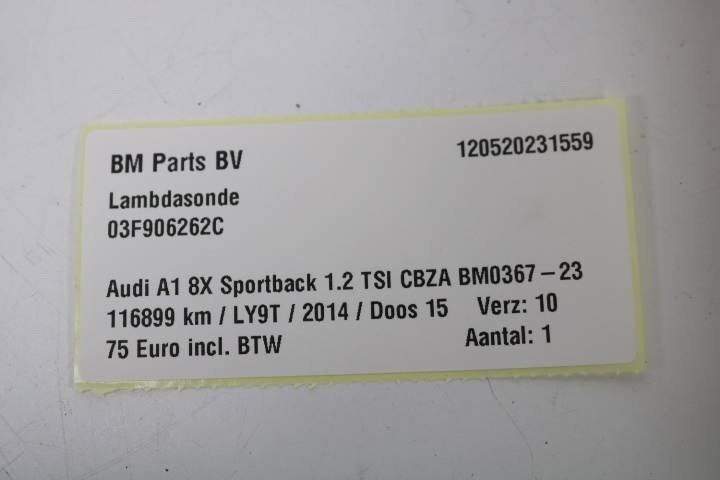 BM Parts BV 120520231559
Lambdasonde
03F906262C
Audi A1 8X Sportback 1.2 TSI CBZA BM0367-23
116899 km / LY9T / 2014 / Doos 15 Verz: 10
75 Euro incl. BTW Aantal: 1